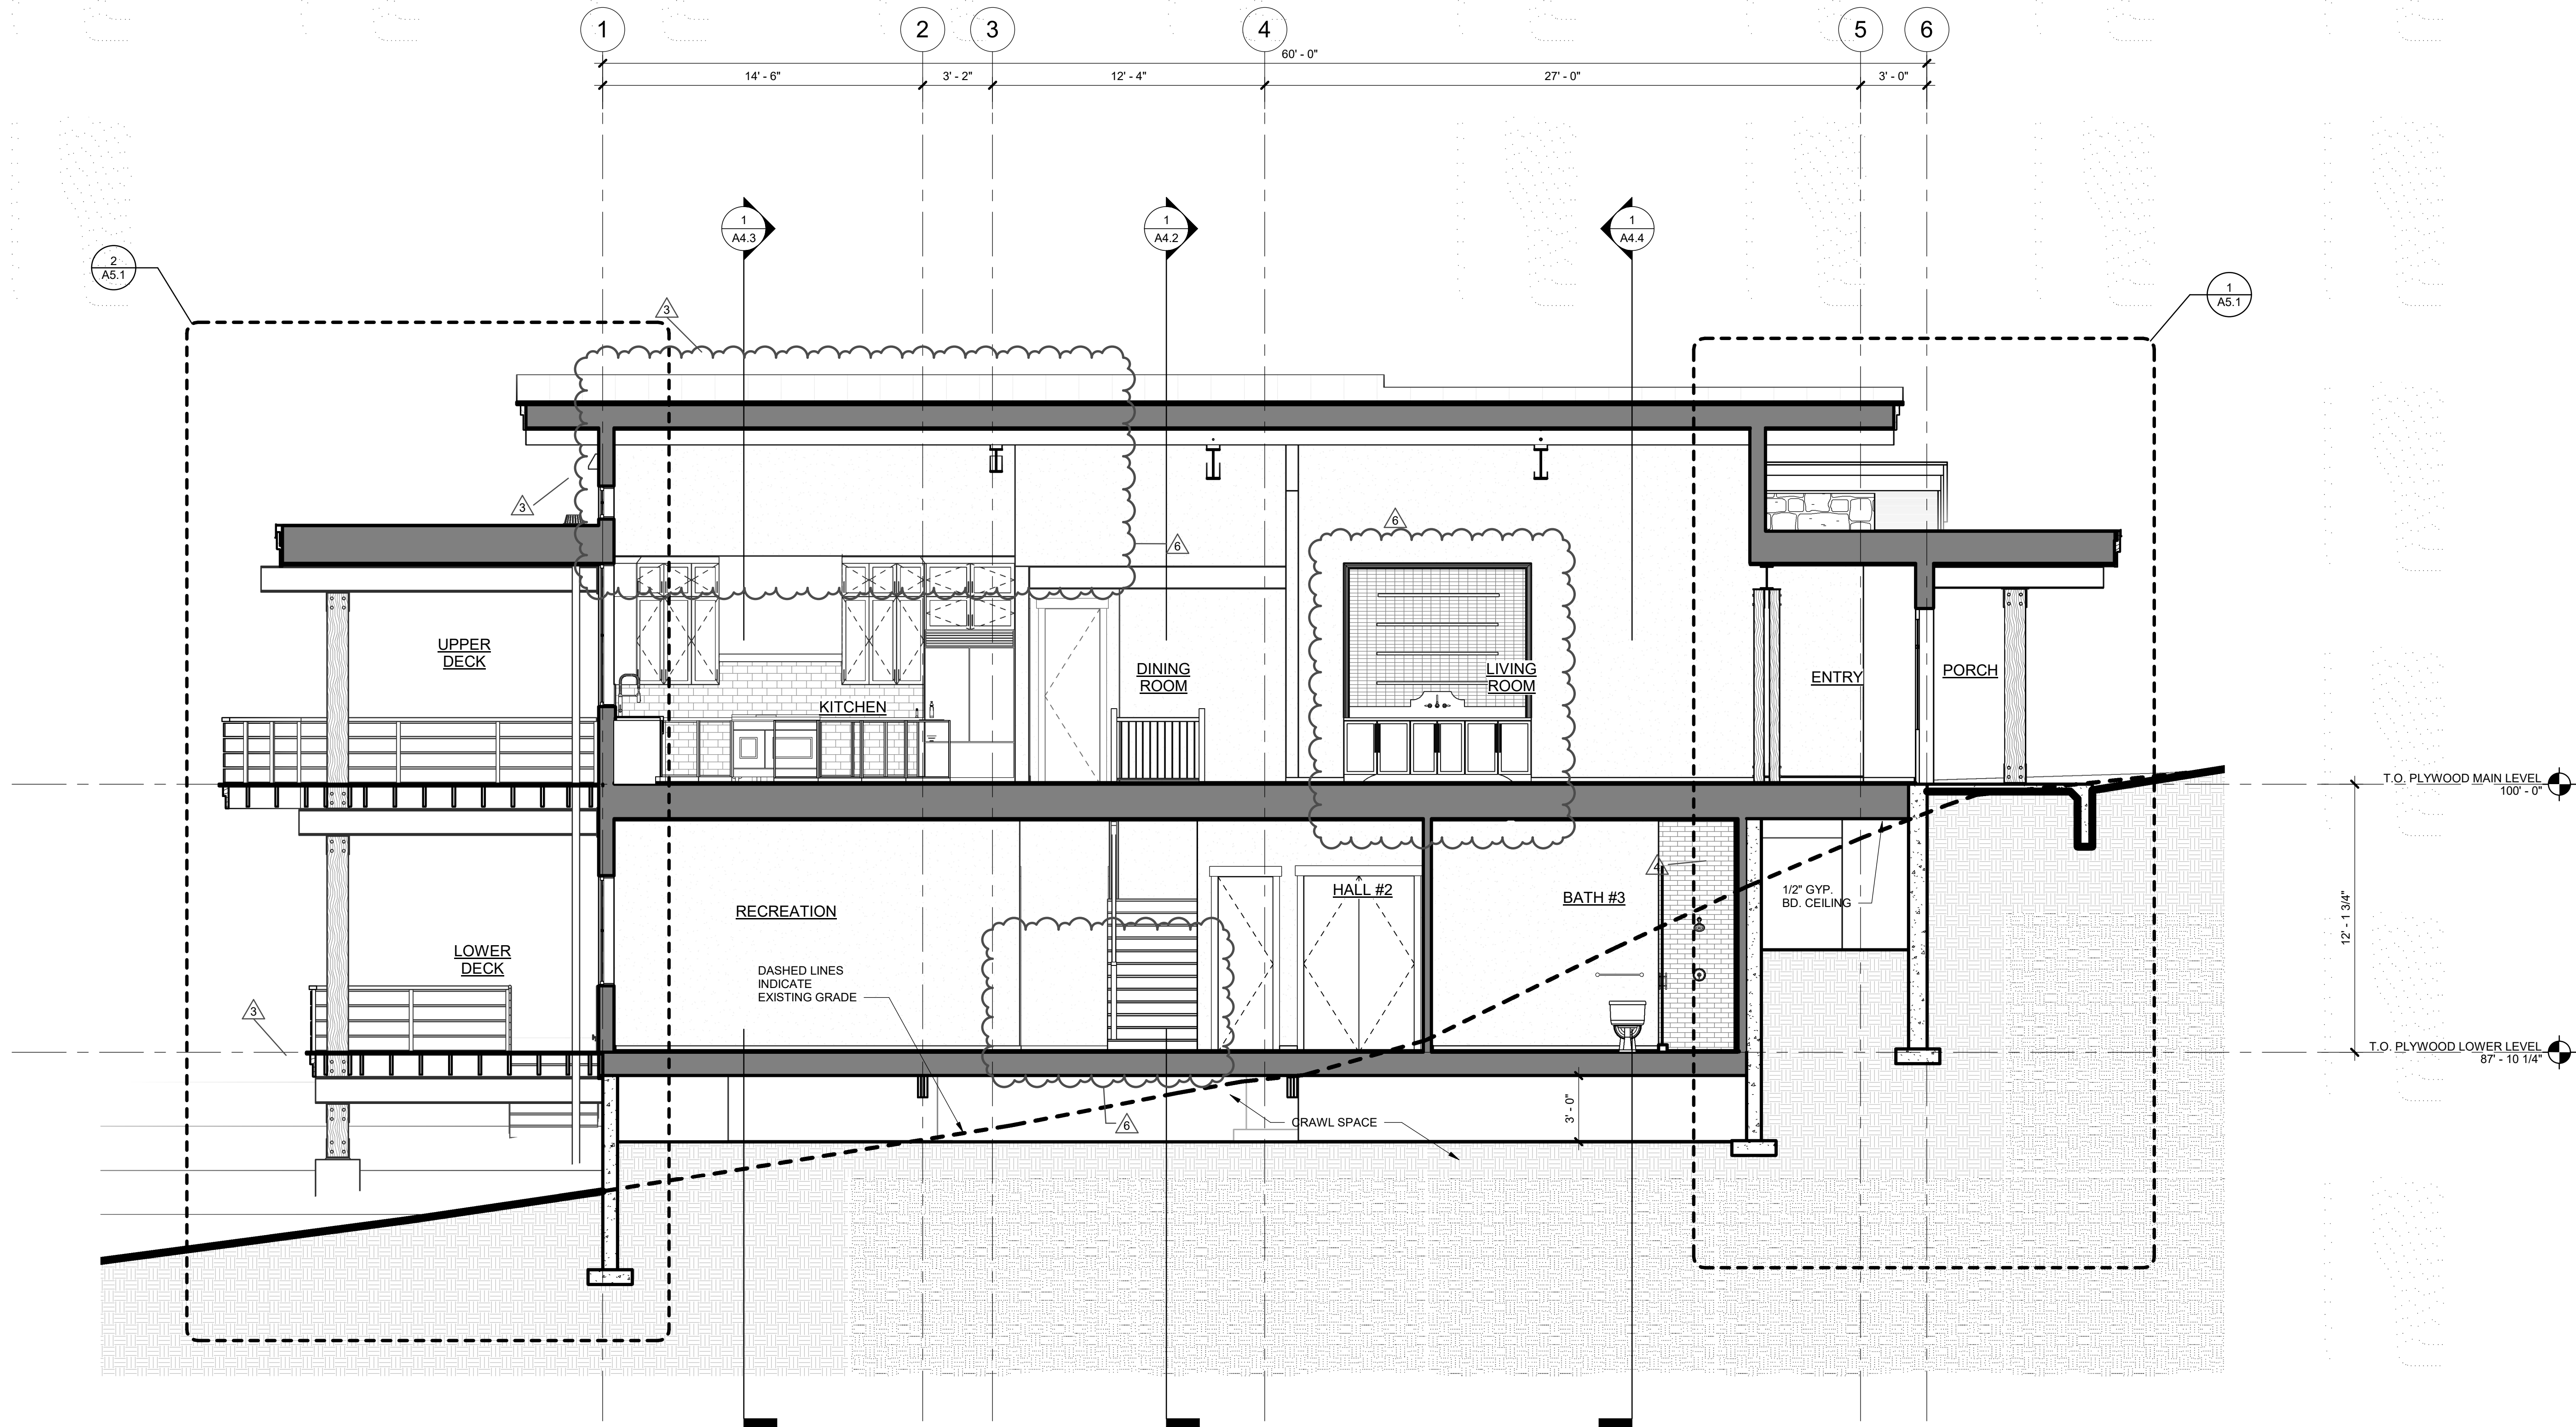 1
2
3
4
5
6
60' - 0"
14' - 6"
3' - 2"
12' - 4"
27' - 0"
3' - 0"
1
A4.3
1
A4.2
1
A4.4
2
A5.1
1
A5.1
3
3
6
6
UPPER
DECK
KITCHEN
DINING
ROOM
LIVING
ROOM
ENTRY
PORCH
T.O. PLYWOOD MAIN LEVEL
100' - 0"
4
1/2" GYP.
BD. CEILING
HALL #2
BATH #3
RECREATION
12' - 1 3/4"
LOWER
DECK
DASHED LINES
INDICATE
EXISTING GRADE
3
T.O. PLYWOOD LOWER LEVEL
87' - 10 1/4"
3' - 0"
CRAWL SPACE
6